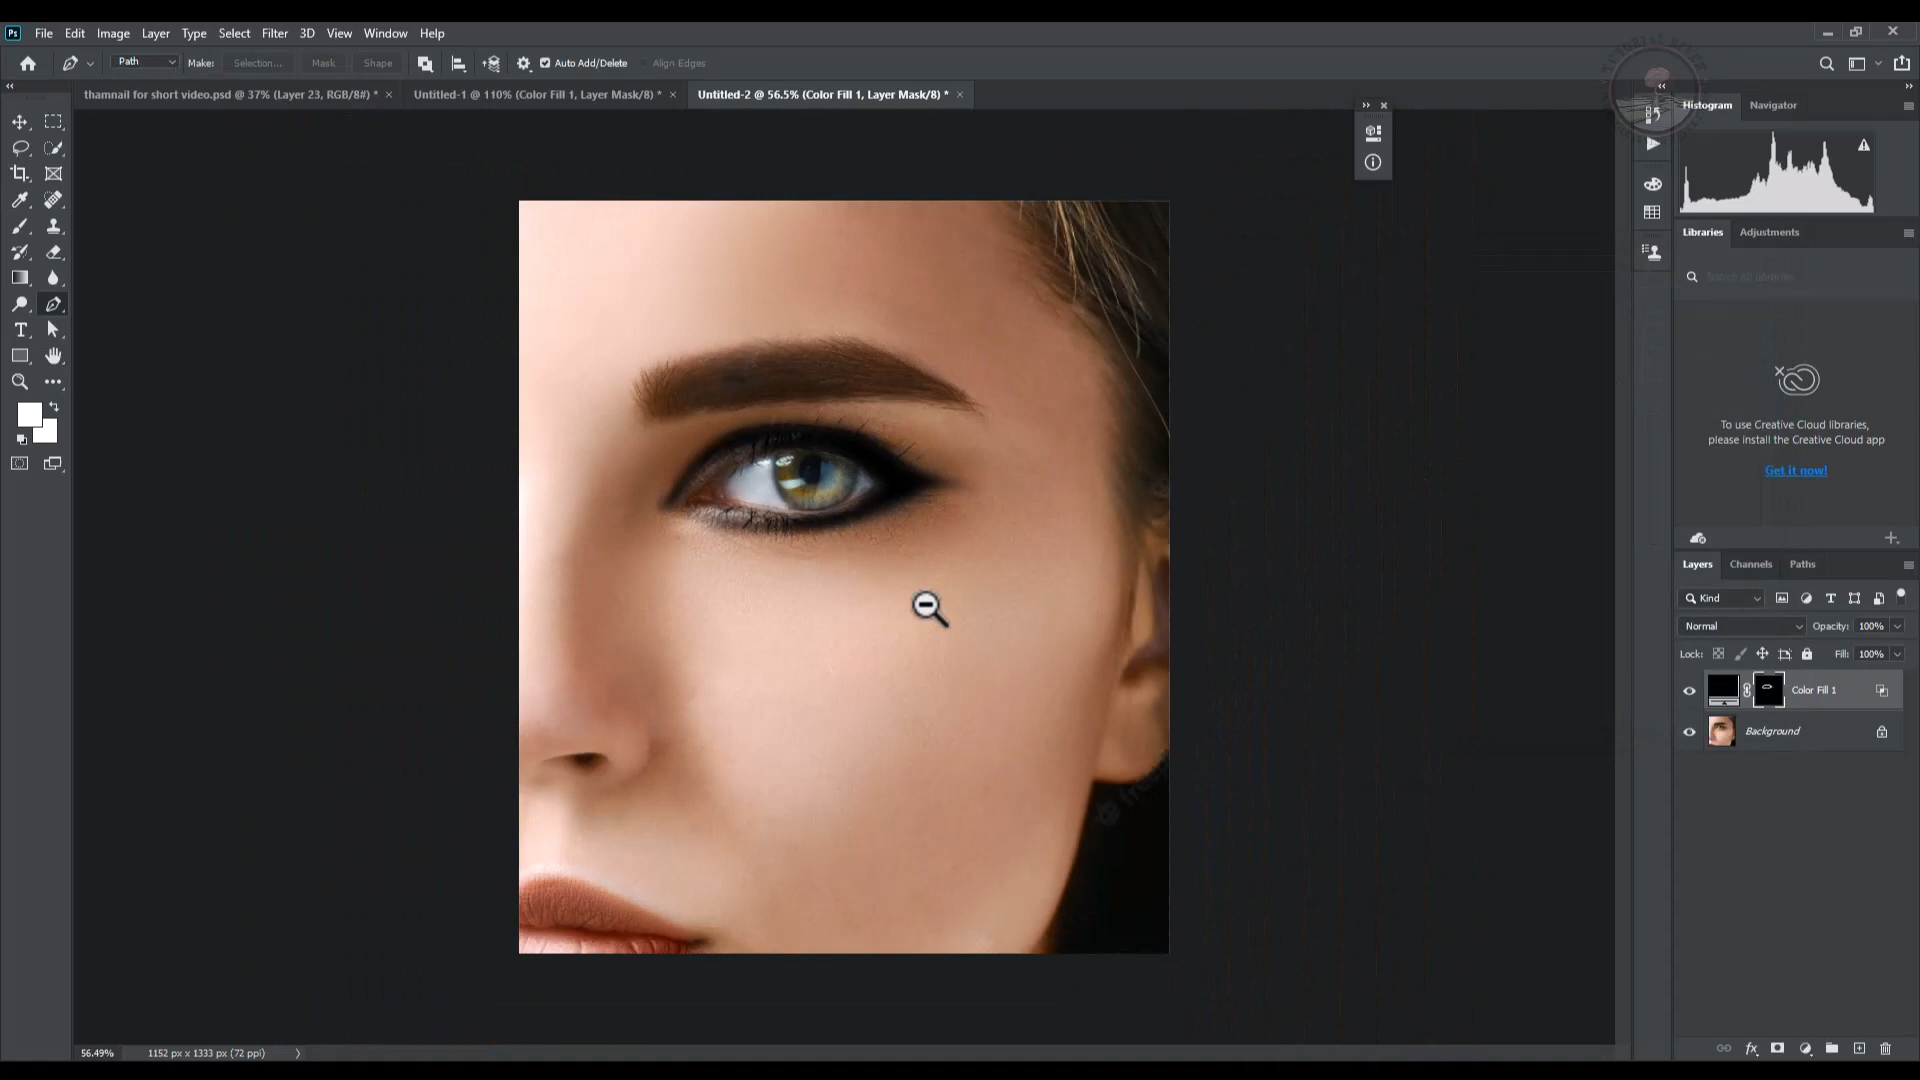 Ps File Edit Image Layer Type Select Filter 3D View Window Help
Path Make: Selection... Mask Shape Auto Add/Delete Align Edges
thamnail for short video.psd @ 37% (Layer 23, RGB/8#) * × Untitled-1 @ 110% (Color Fill 1, Layer Mask/8) * × Untitled-2 @ 56.5% (Color Fill 1, Layer Mask/8) * ×
Histogram Navigator
Libraries Adjustments
Search All Libraries
To use Creative Cloud libraries,
please install the Creative Cloud app
Get it now!
Layers Channels Paths
Kind
Normal Opacity: 100%
Lock: Fill: 100%
Color Fill 1
Background
56.49% 1152 px x 1333 px (72 ppi)